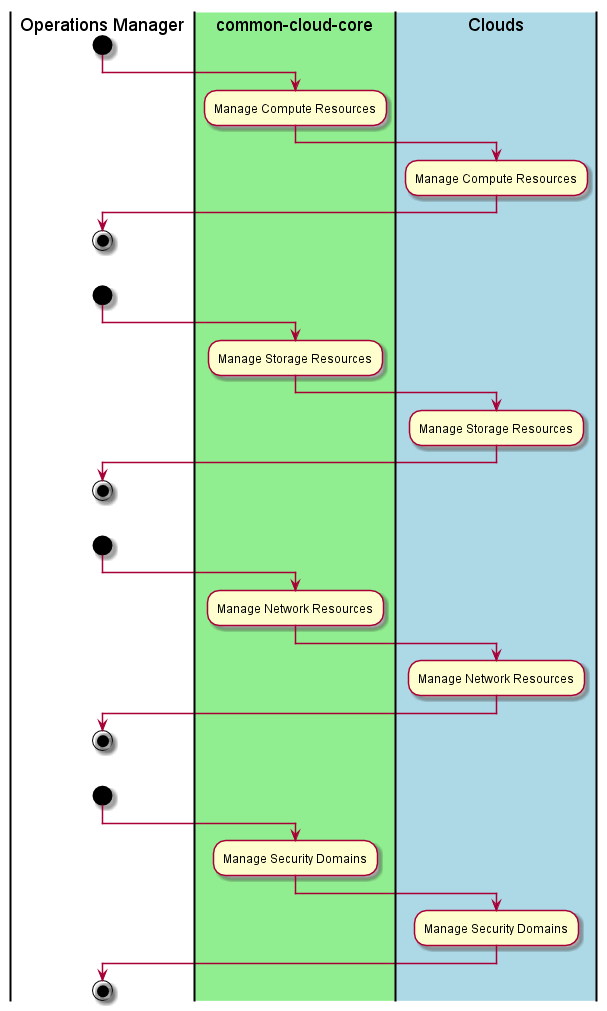 Operations Manager
common-cloud-core
Clouds
Manage Compute Resources
Manage Compute Resources
Manage Storage Resources
Manage Storage Resources
Manage Network Resources
Manage Network Resources
Manage Security Domains
Manage Security Domains